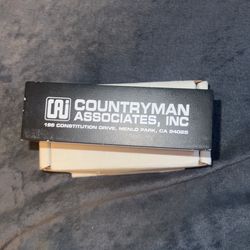 CAi COUNTRYMAN
ASSOCIATES, INC
195 CONSTITUTION DRIVE, MENLO PARK, CA 94025